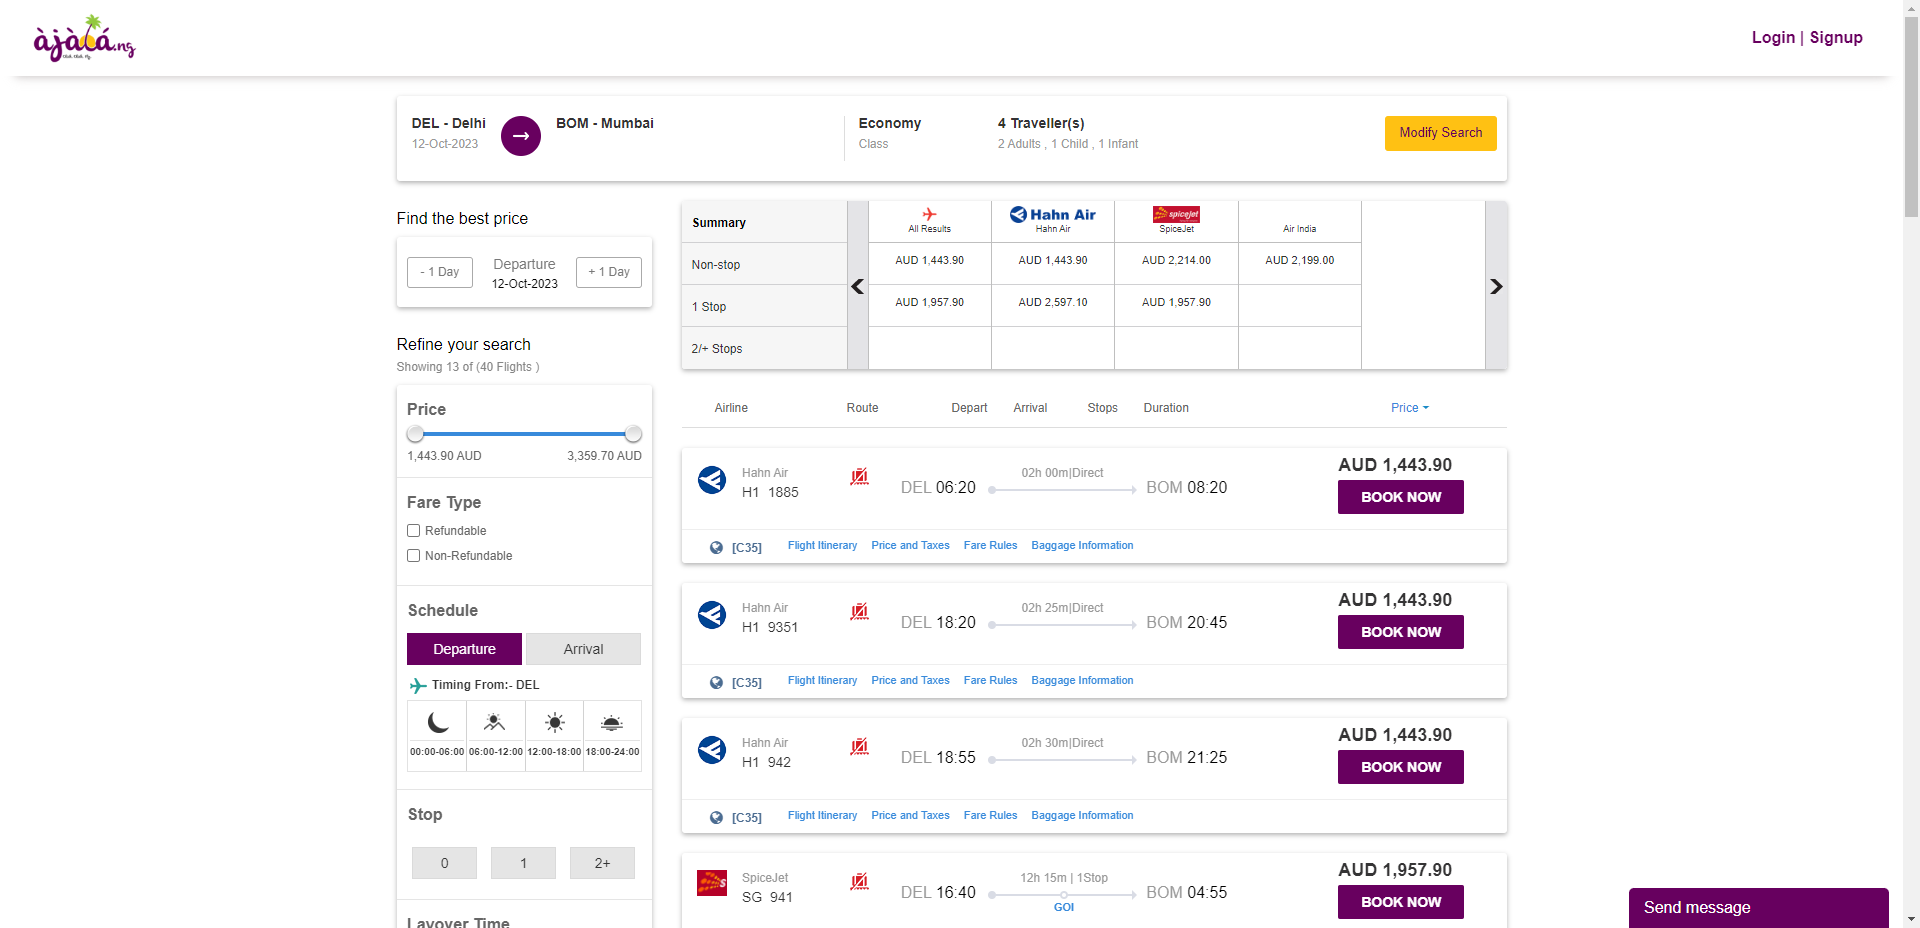 àjàlá.ng
Login | Signup
DEL - Delhi
12-Oct-2023
BOM - Mumbai
Economy
Class
4 Traveller(s)
2 Adults , 1 Child , 1 Infant
Modify Search
Find the best price
- 1 Day
Departure
12-Oct-2023
+ 1 Day
Refine your search
Showing 13 of (40 Flights )
Price
1,443.90 AUD
3,359.70 AUD
Fare Type
Refundable
Non-Refundable
Schedule
Departure
Arrival
Timing From:- DEL
00:00-06:00
06:00-12:00
12:00-18:00
18:00-24:00
Stop
0
1
2+
Layover Time
Summary
All Results
Hahn Air
Hahn Air
spicejet
SpiceJet
Air India
Non-stop
AUD 1,443.90
AUD 1,443.90
AUD 2,214.00
AUD 2,199.00
1 Stop
AUD 1,957.90
AUD 2,597.10
AUD 1,957.90
2/+ Stops
Airline
Route
Depart
Arrival
Stops
Duration
Price
Hahn Air
H1 1885
DEL 06:20
02h 00m|Direct
BOM 08:20
AUD 1,443.90
BOOK NOW
[C35]
Flight Itinerary
Price and Taxes
Fare Rules
Baggage Information
Hahn Air
H1 9351
DEL 18:20
02h 25m|Direct
BOM 20:45
AUD 1,443.90
BOOK NOW
[C35]
Flight Itinerary
Price and Taxes
Fare Rules
Baggage Information
Hahn Air
H1 942
DEL 18:55
02h 30m|Direct
BOM 21:25
AUD 1,443.90
BOOK NOW
[C35]
Flight Itinerary
Price and Taxes
Fare Rules
Baggage Information
SpiceJet
SG 941
DEL 16:40
12h 15m | 1Stop
GOI
BOM 04:55
AUD 1,957.90
BOOK NOW
Send message